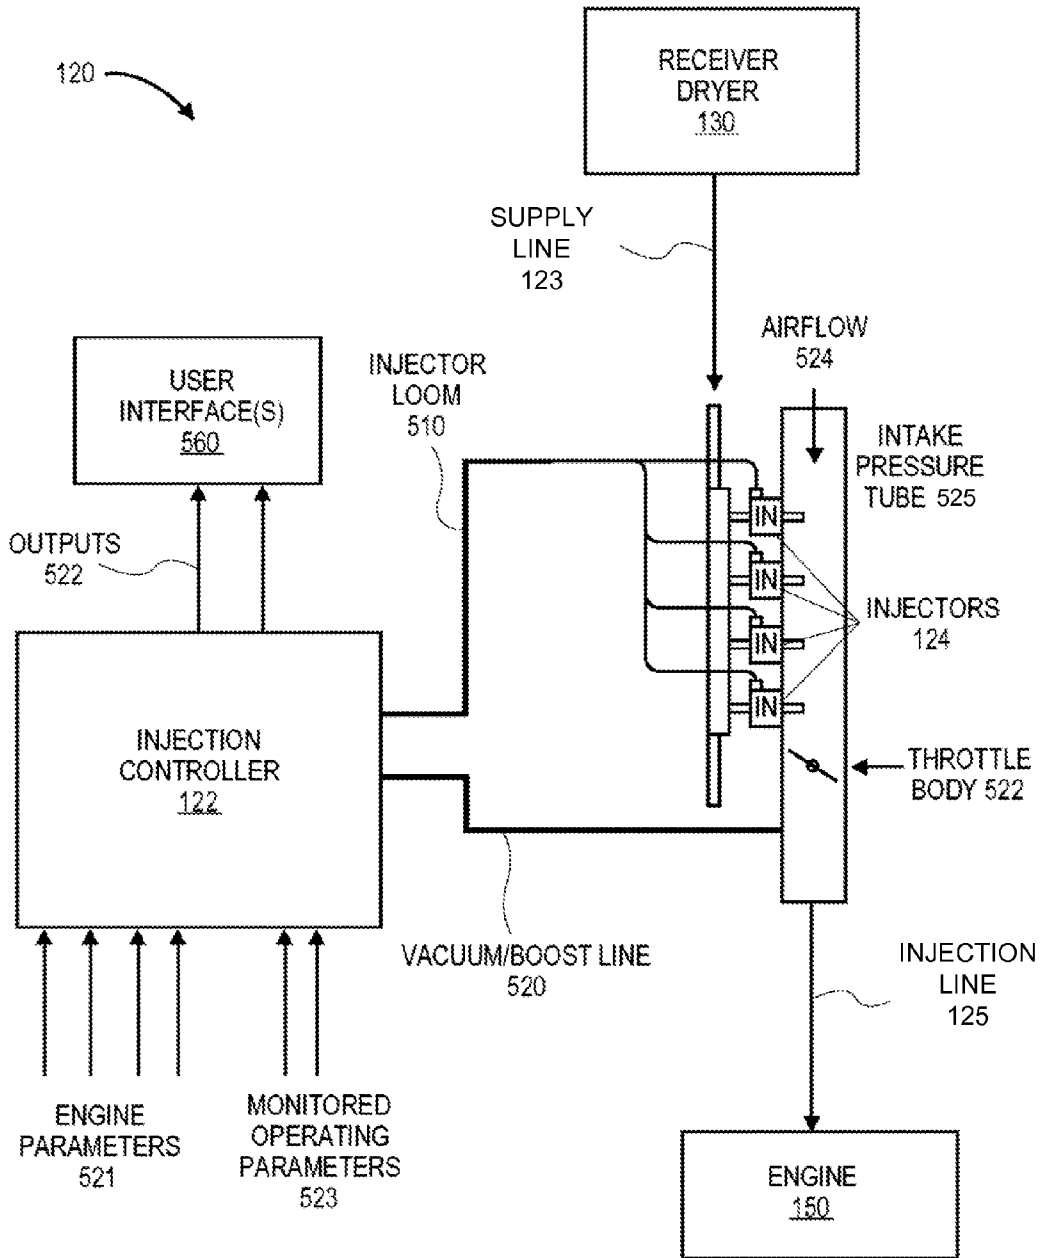 120
RECEIVER
DRYER
130
SUPPLY
LINE
123
AIRFLOW
524
INJECTOR
LOOM
510
USER
INTERFACE(S)
560
INTAKE
PRESSURE
TUBE 525
IN
IN
IN
IN
OUTPUTS
522
INJECTORS
124
INJECTION
CONTROLLER
122
THROTTLE
BODY 522
VACUUM/BOOST LINE
520
INJECTION
LINE
125
ENGINE
PARAMETERS
521
MONITORED
OPERATING
PARAMETERS
523
ENGINE
150